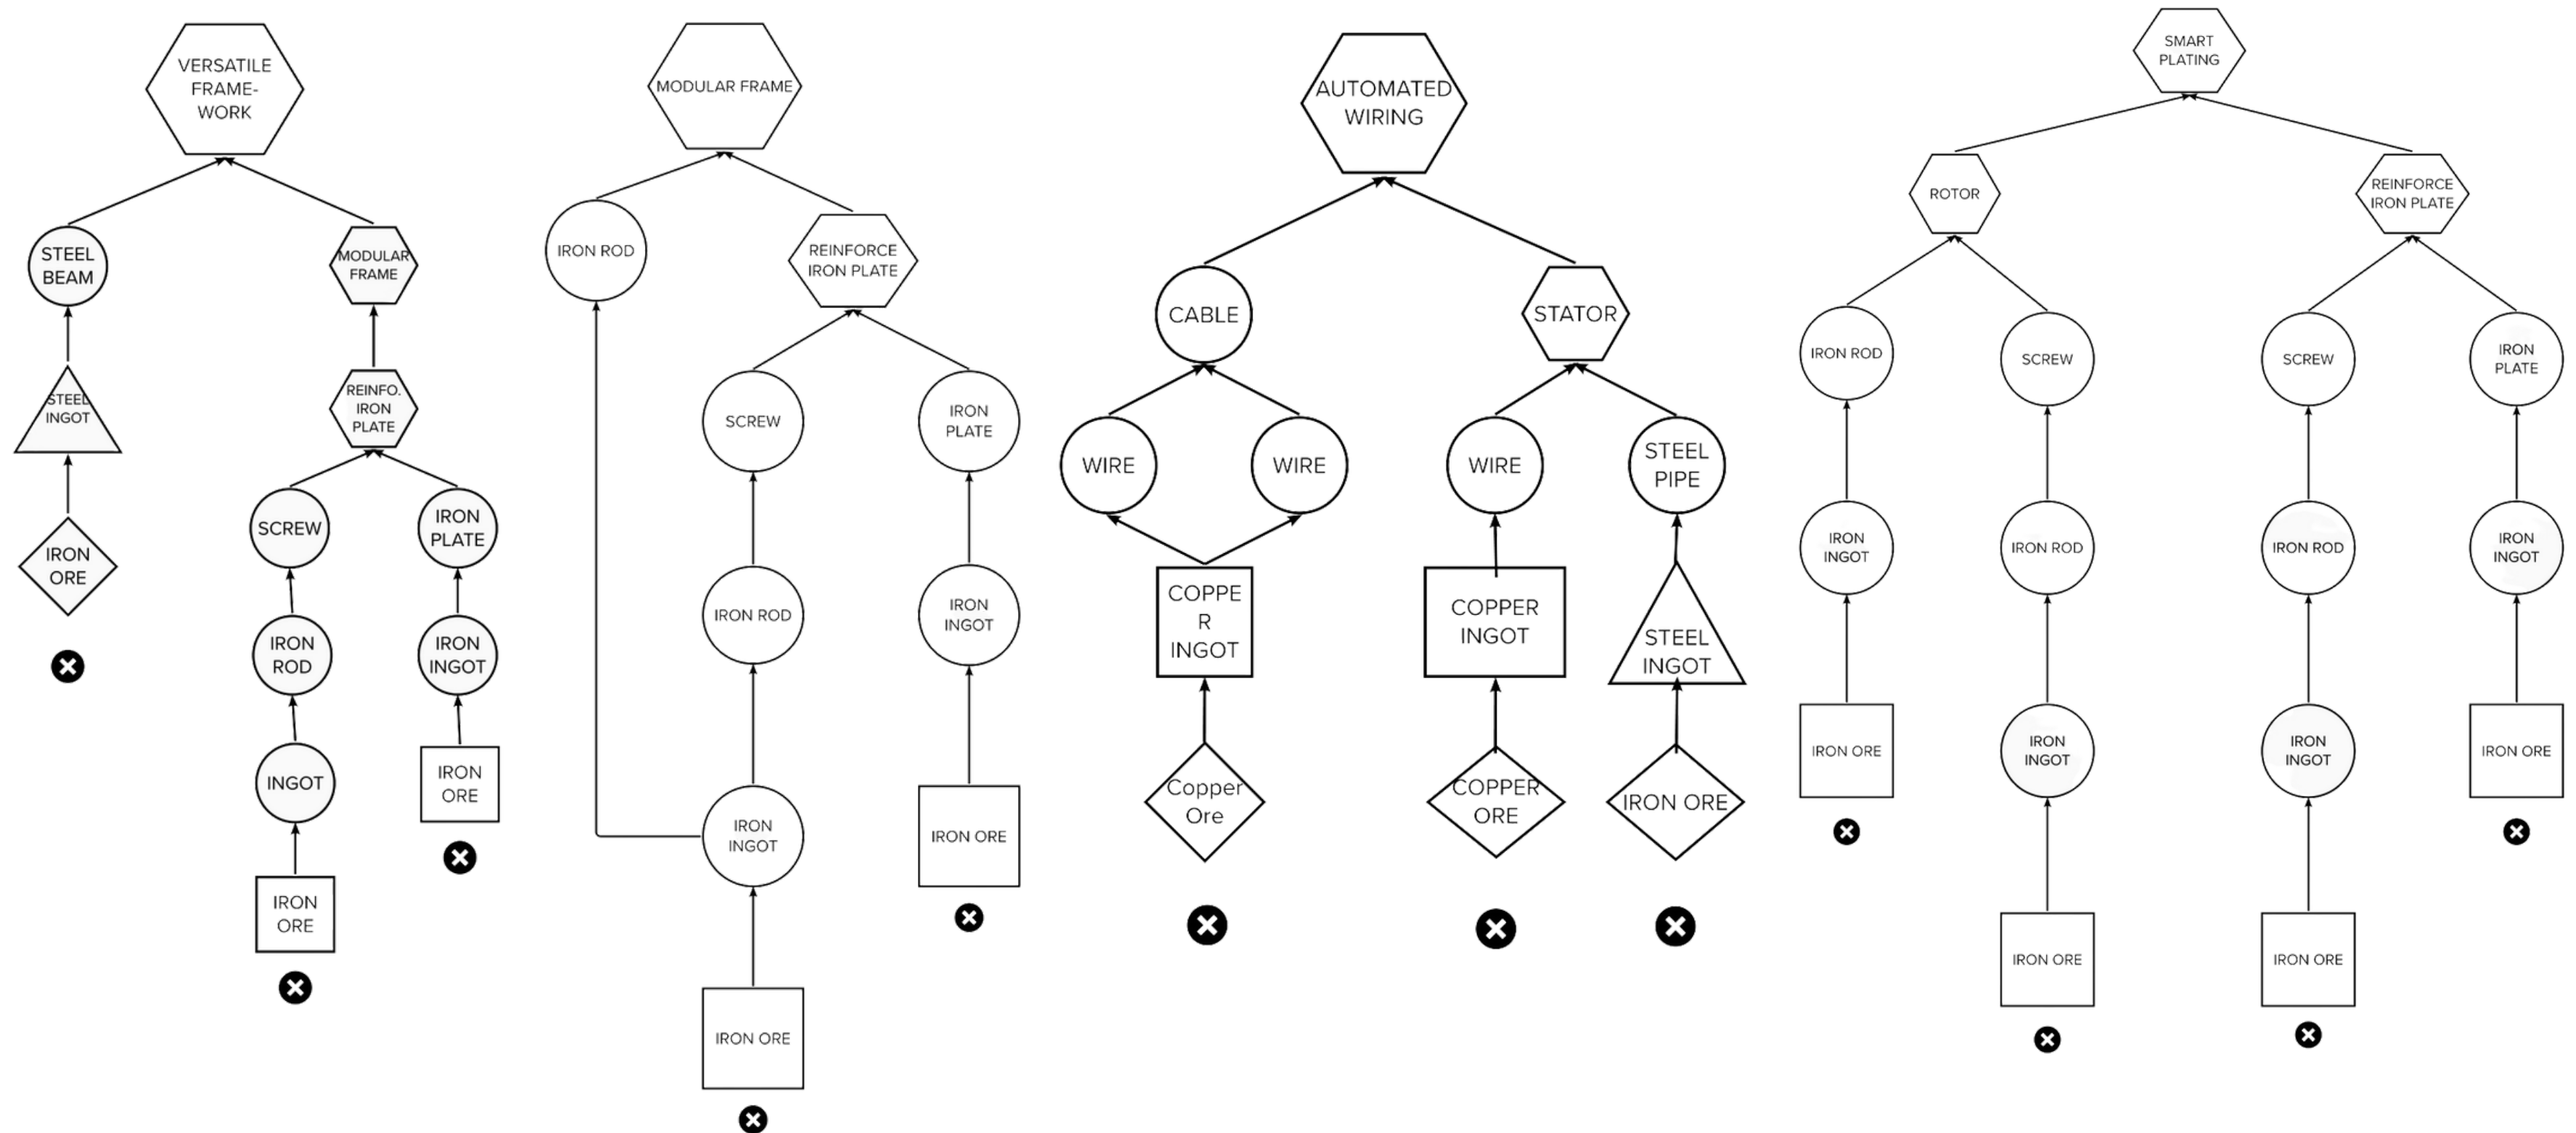 VERSATILE
FRAME-
WORK
STEEL
BEAM
MODULAR
FRAME
STEEL
INGOT
REINFO.
IRON
PLATE
IRON
ORE
SCREW
IRON
PLATE
IRON
ROD
IRON
INGOT
INGOT
IRON
ORE
IRON
ORE
MODULAR FRAME
IRON ROD
REINFORCE
IRON PLATE
SCREW
IRON
PLATE
IRON ROD
IRON
INGOT
IRON
INGOT
IRON ORE
IRON ORE
AUTOMATED
WIRING
CABLE
STATOR
WIRE
WIRE
WIRE
STEEL
PIPE
COPPE
R
INGOT
COPPER
INGOT
STEEL
INGOT
Copper
Ore
COPPER
ORE
IRON ORE
SMART
PLATING
ROTOR
REINFORCE
IRON PLATE
IRON ROD
SCREW
SCREW
IRON
PLATE
IRON
INGOT
IRON ROD
IRON ROD
IRON
INGOT
IRON ORE
IRON
INGOT
IRON
INGOT
IRON ORE
IRON ORE
IRON ORE